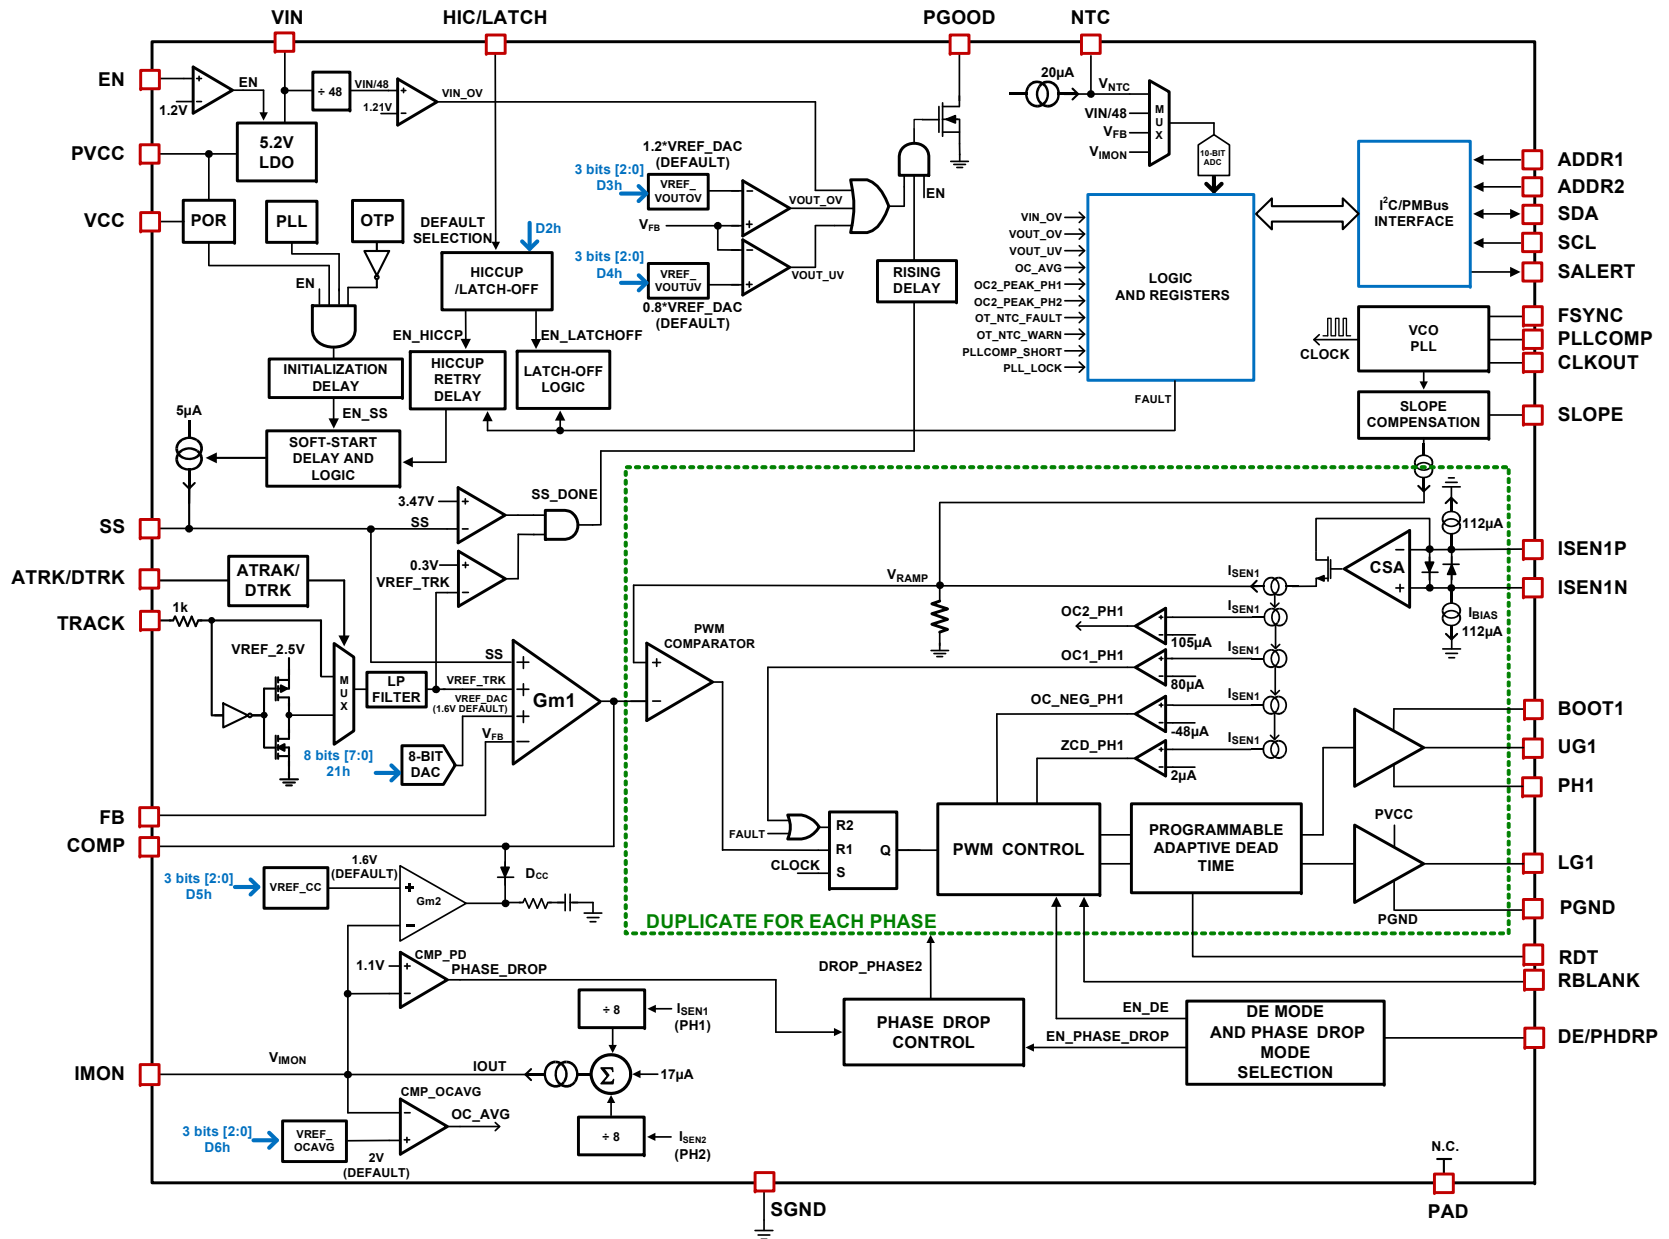 VIN
HIC/LATCH
PGOOD
NTC
EN
+
−
1.2V
EN
÷ 48
VIN/48
1.21V
+
−
VIN_OV
5.2V
LDO
PVCC
VCC
POR
PLL
OTP
EN
INITIALIZATION
DELAY
EN_SS
5µA
SOFT-START
DELAY AND
LOGIC
DEFAULT
SELECTION
D2h
HICCUP
/LATCH-OFF
EN_HICCP
EN_LATCHOFF
HICCUP
RETRY
DELAY
LATCH-OFF
LOGIC
1.2*VREF_DAC
(DEFAULT)
3 bits [2:0]
D3h
VREF_
VOUTOV
−
+
VOUT_OV
VFB
3 bits [2:0]
D4h
VREF_
VOUTUV
−
+
VOUT_UV
0.8*VREF_DAC
(DEFAULT)
EN
RISING
DELAY
20µA
VNTC
VIN/48
VFB
VIMON
M
U
X
10-BIT
ADC
VIN_OV
VOUT_OV
VOUT_UV
OC_AVG
OC2_PEAK_PH1
OC2_PEAK_PH2
OT_NTC_FAULT
OT_NTC_WARN
PLLCOMP_SHORT
PLL_LOCK
LOGIC
AND REGISTERS
FAULT
I2C/PMBus
INTERFACE
ADDR1
ADDR2
SDA
SCL
SALERT
CLOCK
VCO
PLL
FSYNC
PLLCOMP
CLKOUT
SLOPE
COMPENSATION
SLOPE
SS
3.47V
SS
+
−
SS_DONE
0.3V
VREF_TRK
+
−
ATRK/DTRK
ATRAK/
DTRK
TRACK
1k
VREF_2.5V
M
U
X
LP
FILTER
SS
VREF_TRK
VREF_DAC
(1.6V DEFAULT)
VFB
+
+
+
−
Gm1
8 bits [7:0]
21h
8-BIT
DAC
FB
COMP
PWM
COMPARATOR
+
−
VRAMP
ISEN1
ISEN1
ISEN1
ISEN1
ISEN1
OC2_PH1
+
−
105µA
OC1_PH1
+
−
80µA
OC_NEG_PH1
+
−
-48µA
ZCD_PH1
+
−
2µA
CSA
−
+
112µA
IBIAS
112µA
ISEN1P
ISEN1N
FAULT
CLOCK
R2
R1
S
Q
PWM CONTROL
PROGRAMMABLE
ADAPTIVE DEAD
TIME
PVCC
PGND
BOOT1
UG1
PH1
LG1
PGND
RDT
RBLANK
DE/PHDRP
DUPLICATE FOR EACH PHASE
3 bits [2:0]
D5h
VREF_CC
1.6V
(DEFAULT)
+
−
Gm2
DCC
1.1V
CMP_PD
+
−
PHASE_DROP
DROP_PHASE2
PHASE DROP
CONTROL
EN_DE
EN_PHASE_DROP
DE MODE
AND PHASE DROP
MODE
SELECTION
IMON
VIMON
IOUT
÷ 8
ISEN1
(PH1)
Σ
17µA
÷ 8
ISEN2
(PH2)
CMP_OCAVG
−
+
OC_AVG
3 bits [2:0]
D6h
VREF_
OCAVG
2V
(DEFAULT)
SGND
N.C.
PAD